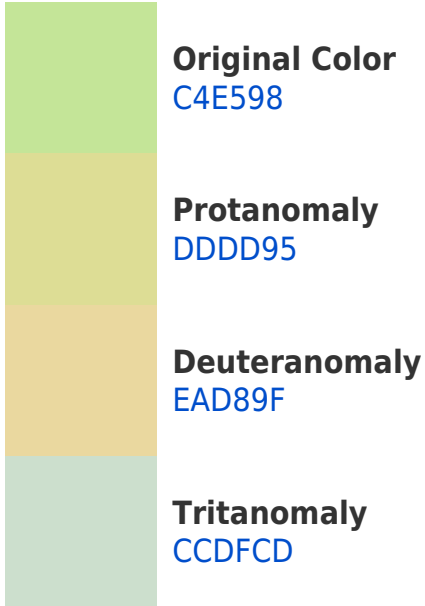 Original Color
C4E598
Protanomaly
DDDD95
Deuteranomaly
EAD89F
Tritanomaly
CCDFCD